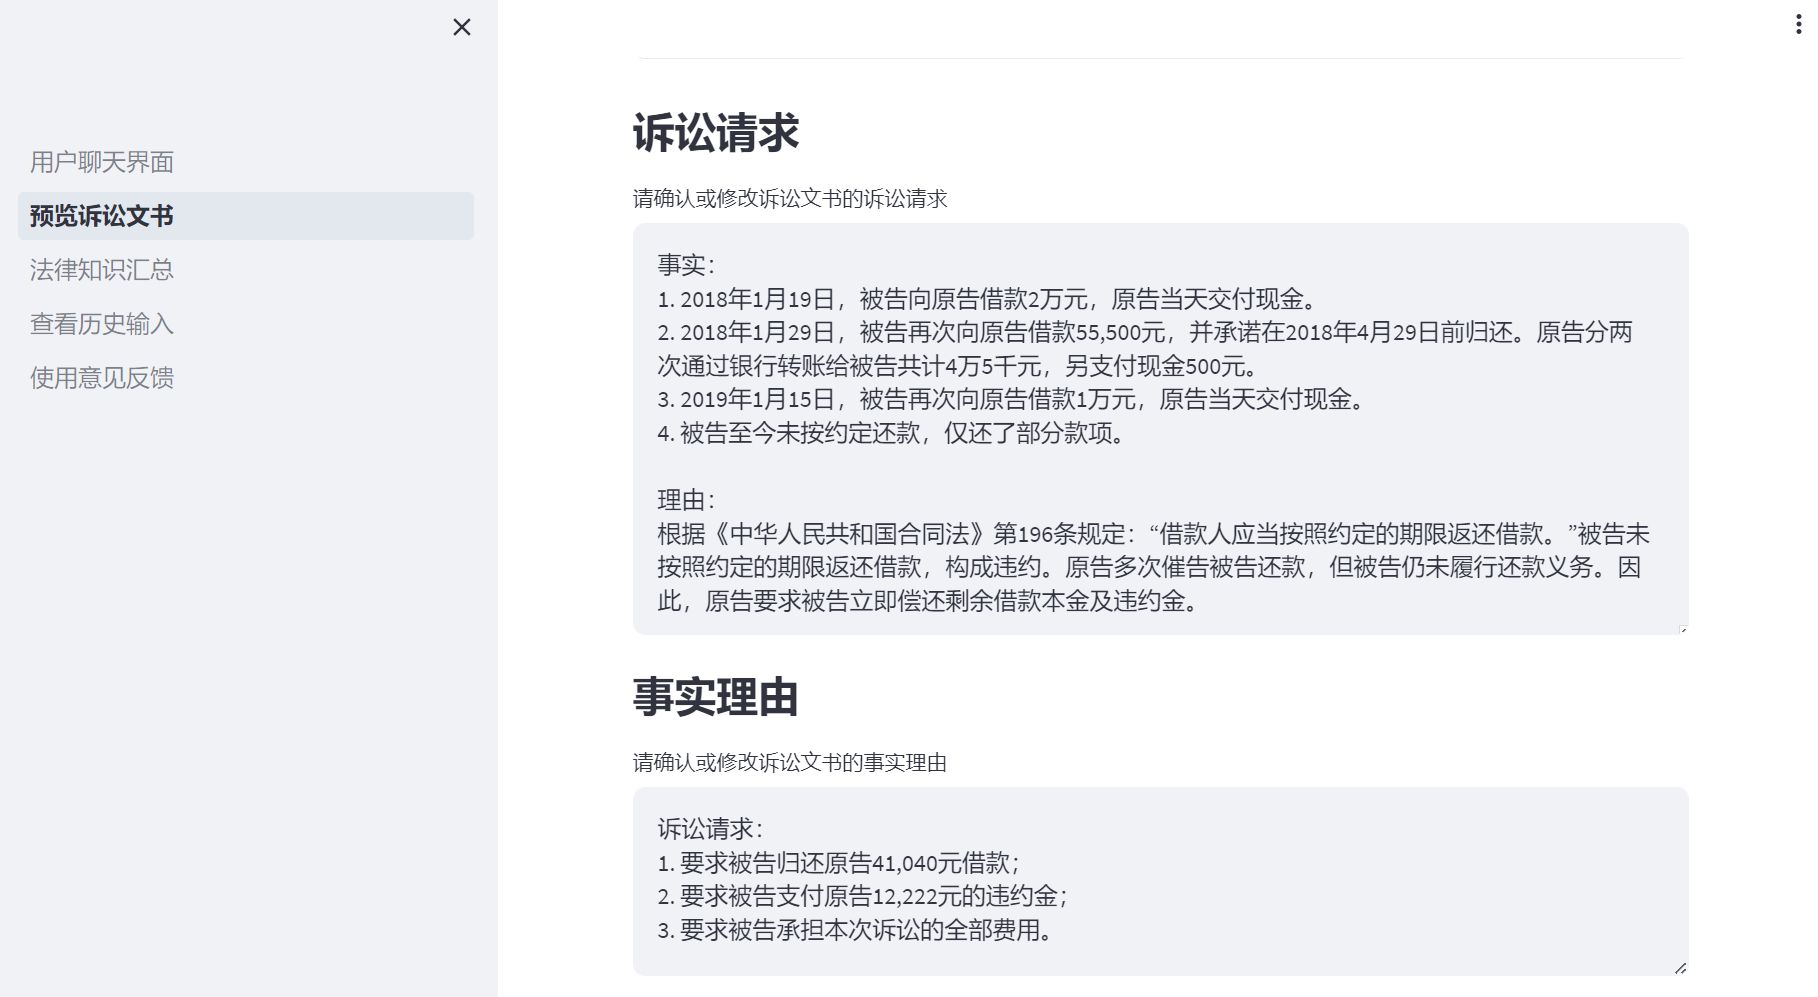 用户聊天界面
预览诉讼文书
法律知识汇总
查看历史输入
使用意见反馈
诉讼请求
请确认或修改诉讼文书的诉讼请求
事实：
1. 2018年1月19日，被告向原告借款2万元，原告当天交付现金。
2. 2018年1月29日，被告再次向原告借款55,500元，并承诺在2018年4月29日前归还。原告分两
次通过银行转账给被告共计4万5千元，另支付现金500元。
3. 2019年1月15日，被告再次向原告借款1万元，原告当天交付现金。
4. 被告至今未按约定还款，仅还了部分款项。
理由：
根据《中华人民共和国合同法》第196条规定：“借款人应当按照约定的期限返还借款。”被告未
按照约定的期限返还借款，构成违约。原告多次催告被告还款，但被告仍未履行还款义务。因
此，原告要求被告立即偿还剩余借款本金及违约金。
事实理由
请确认或修改诉讼文书的事实理由
诉讼请求：
1. 要求被告归还原告41,040元借款；
2. 要求被告支付原告12,222元的违约金；
3. 要求被告承担本次诉讼的全部费用。